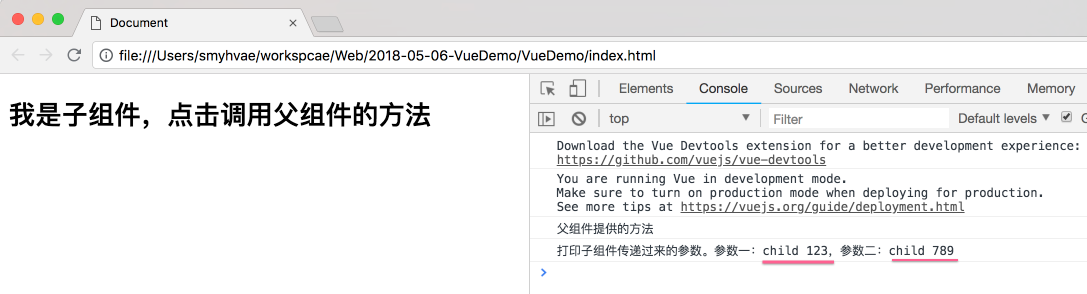 Document
file:///Users/smyhvae/workspcae/Web/2018-05-06-VueDemo/VueDemo/index.html
我是子组件，点击调用父组件的方法
Elements Console Sources Network Performance Memory
top Filter Default levels
Download the Vue Devtools extension for a better development experience:
https://github.com/vuejs/vue-devtools
You are running Vue in development mode.
Make sure to turn on production mode when deploying for production.
See more tips at https://vuejs.org/guide/deployment.html
父组件提供的方法
打印子组件传递过来的参数。参数一：child 123，参数二：child 789